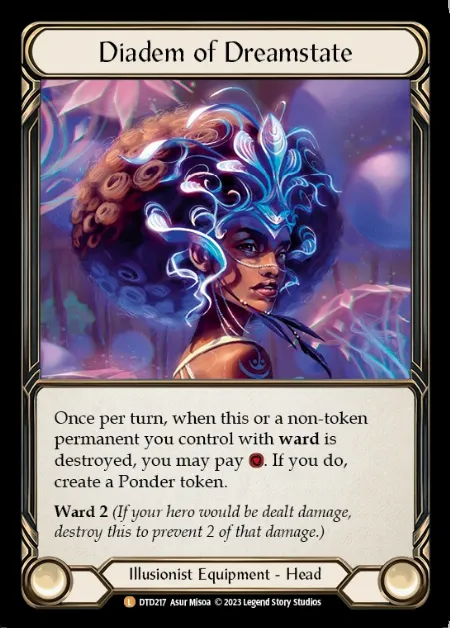 Diadem of Dreamstate
Once per turn, when this or a non-token
permanent you control with ward is
destroyed, you may pay . If you do,
create a Ponder token.
Ward 2 (If your hero would be dealt damage,
destroy this to prevent 2 of that damage.)
Illusionist Equipment - Head
L DTD217 Asur Misoa © 2023 Legend Story Studios